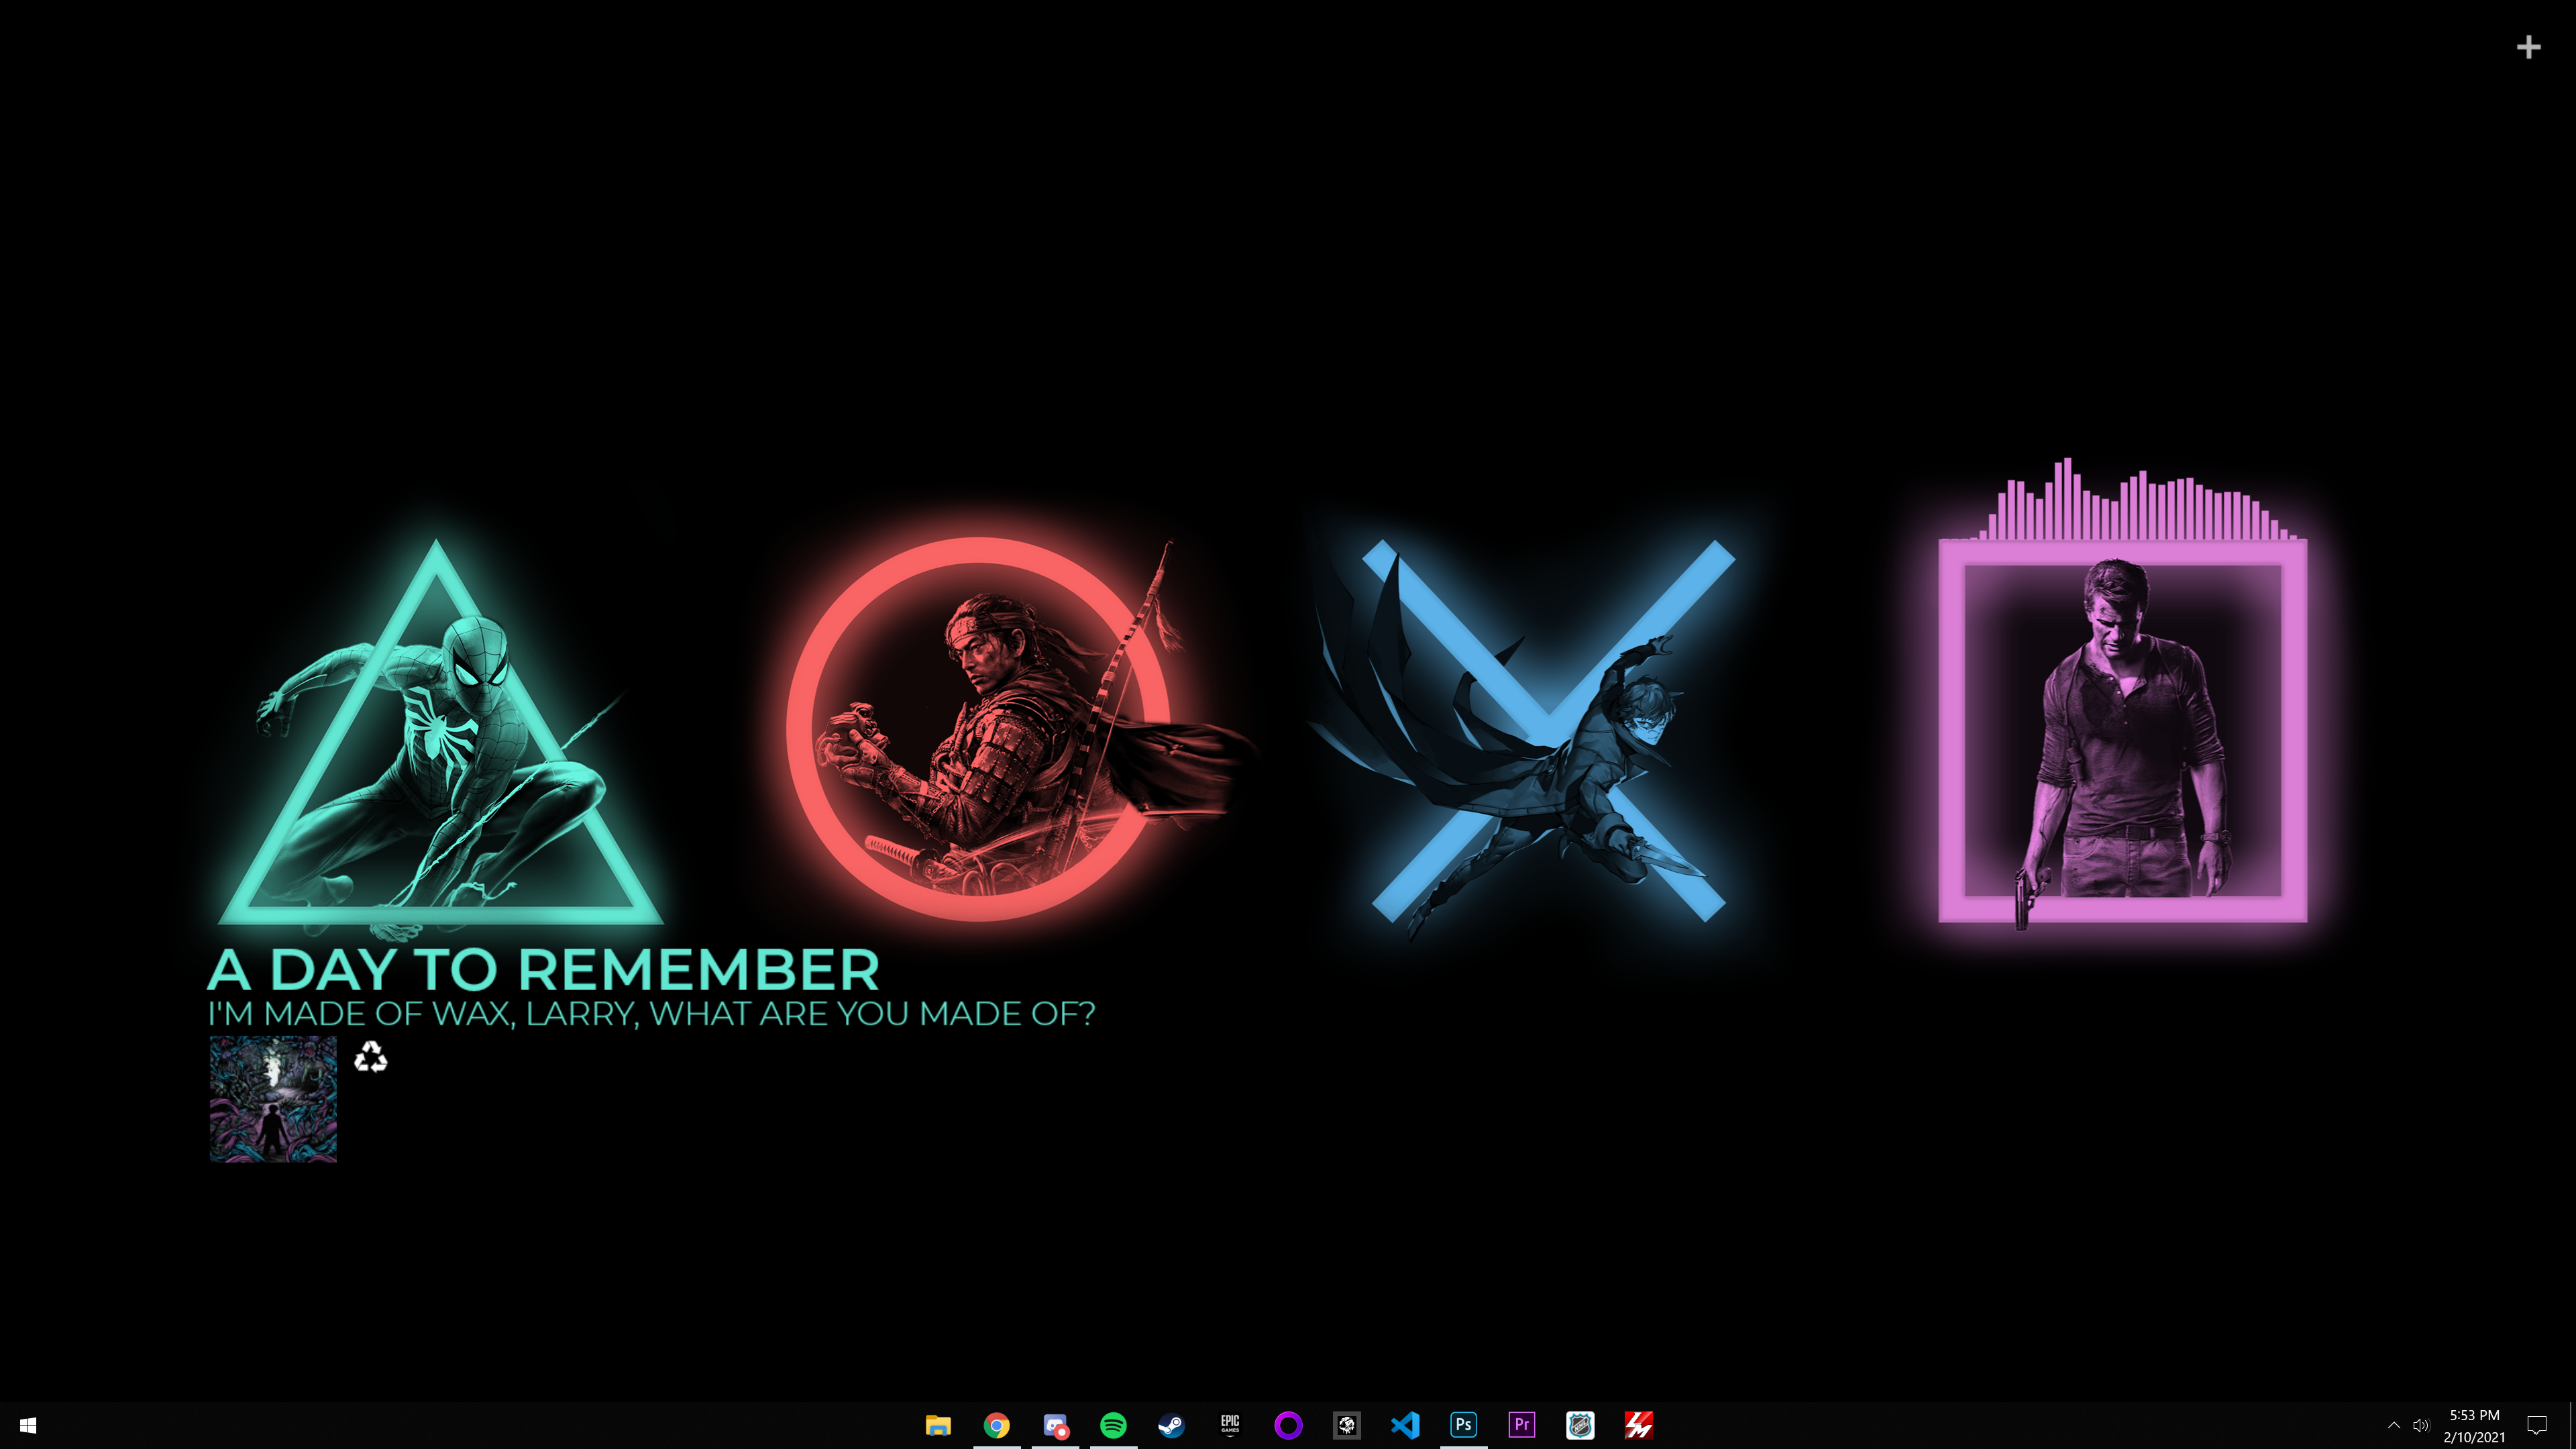 A DAY TO REMEMBER
I'M MADE OF WAX, LARRY, WHAT ARE YOU MADE OF?
EPIC
GAMES
Ps
Pr
5:53 PM
2/10/2021